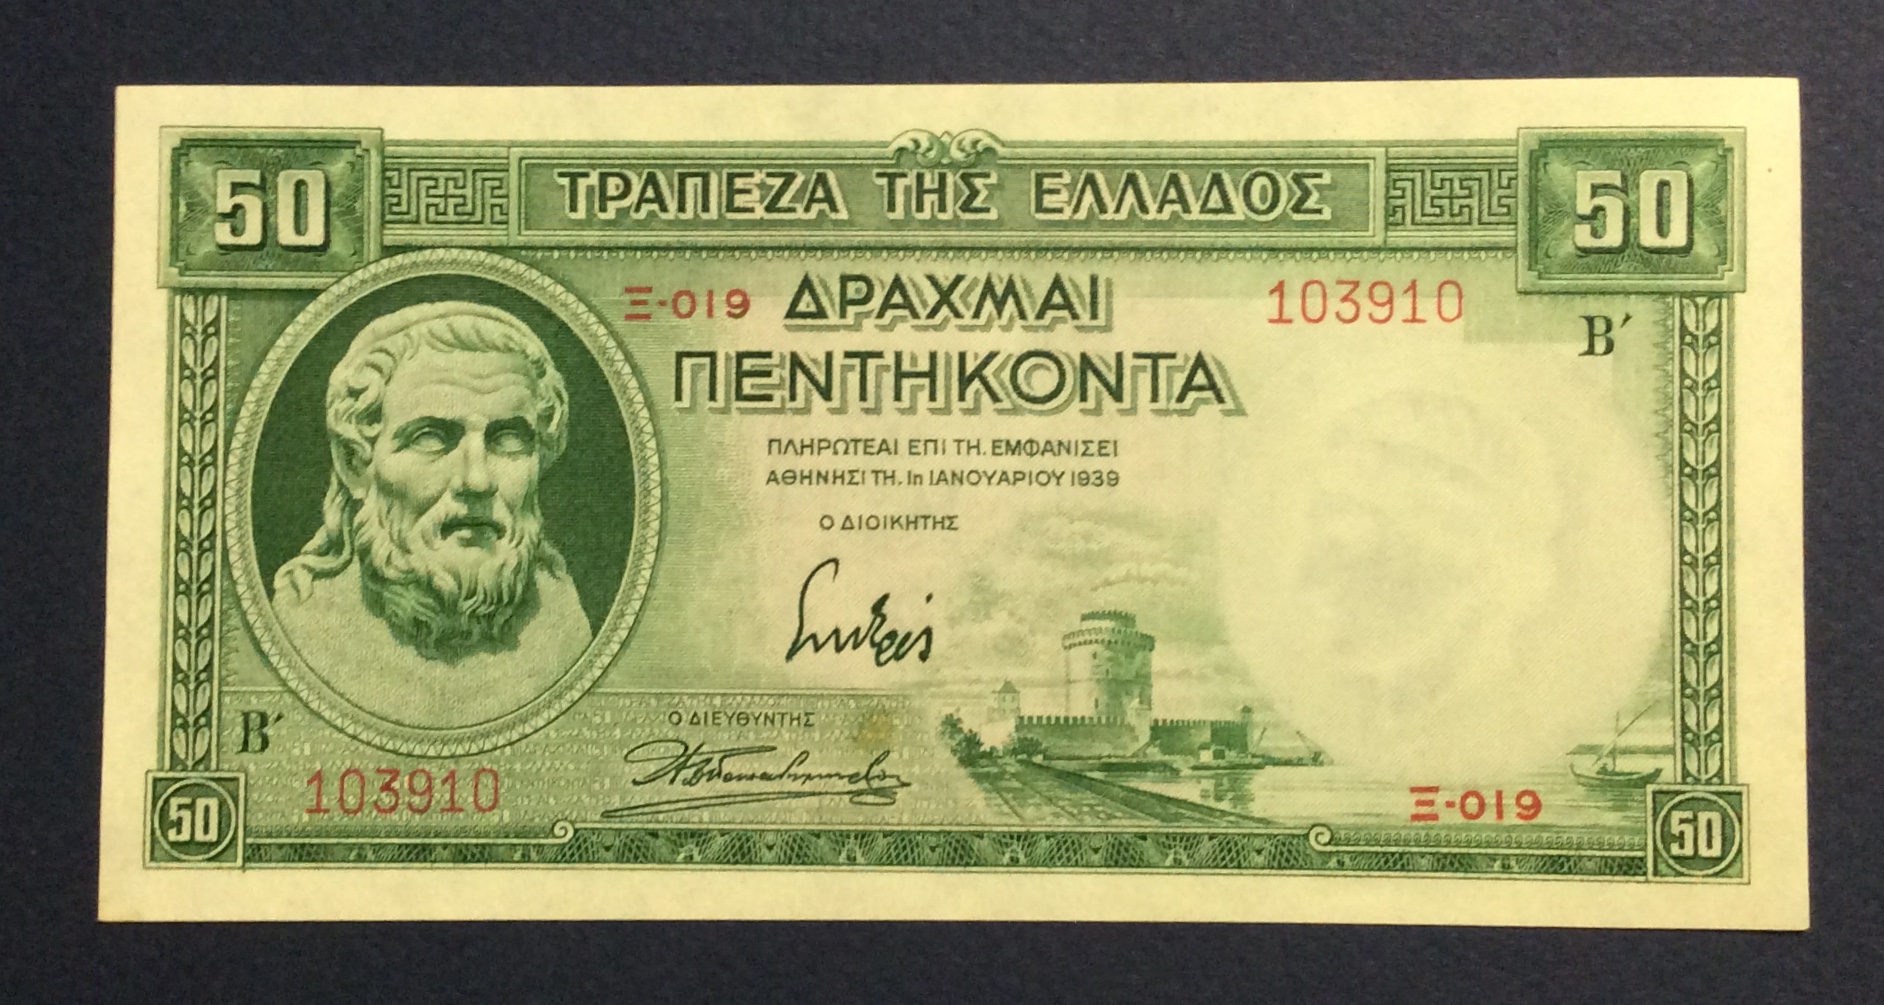 50 ΤΡΑΠΕΖΑ ΤΗΣ ΕΛΛΑΔΟΣ 50
Ξ-019 ΔΡΑΧΜΑΙ 103910
Β΄
ΠΕΝΤΗΚΟΝΤΑ
ΠΛΗΡΩΤΕΑΙ ΕΠΙ ΤΗ. ΕΜΦΑΝΙΣΕΙ
ΑΘΗΝΗΣΙ ΤΗ. 1η ΙΑΝΟΥΑΡΙΟΥ 1939
Ο ΔΙΟΙΚΗΤΗΣ
Ο ΔΙΕΥΘΥΝΤΗΣ
Β΄
103910
Ξ-019
50 50